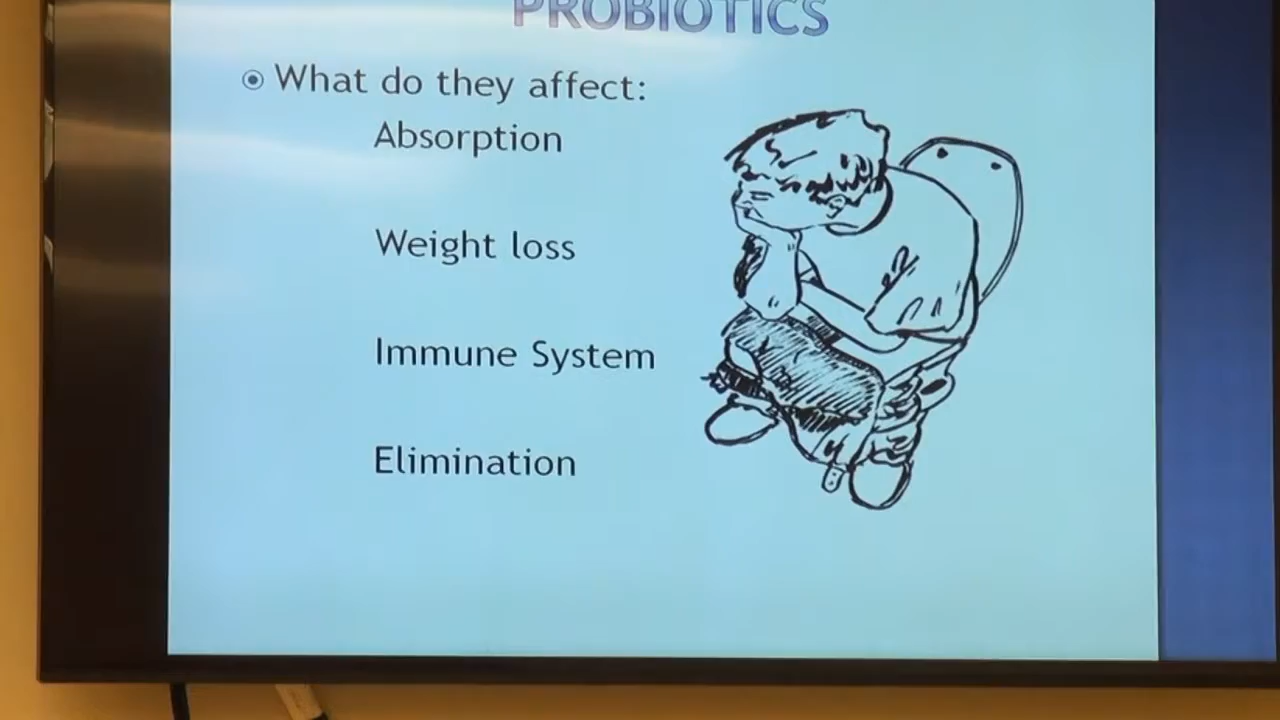 PROBIOTICS
What do they affect:
Absorption
Weight loss
Immune System
Elimination